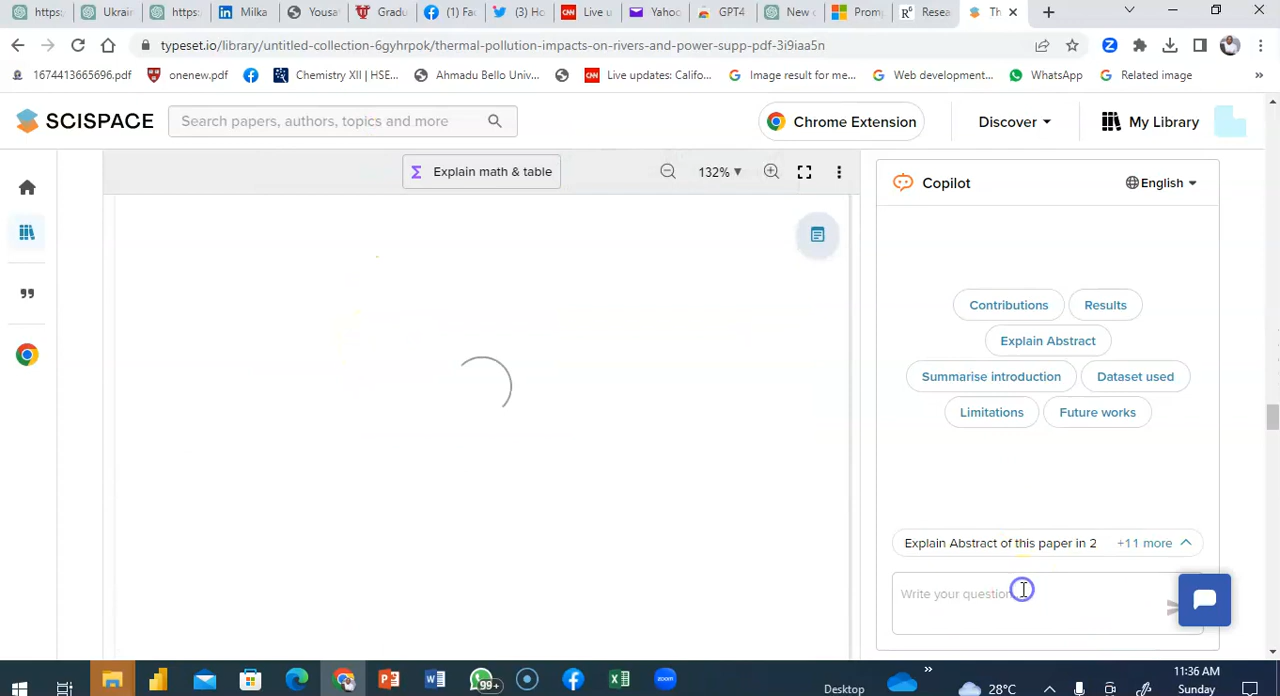 https:
Ukrair
https:
Milka
Yousa
Gradu
(1) Fac
(3) Ho
Live u
Yahoo
GPT4
New c
Promp
Resea
Th
typeset.io/library/untitled-collection-6gyhrpok/thermal-pollution-impacts-on-rivers-and-power-supp-pdf-3i9iaa5n
1674413665696.pdf
onenew.pdf
Chemistry XII | HSE...
Ahmadu Bello Univ...
Live updates: Califo...
Image result for me...
Web development...
WhatsApp
Related image
»
SCISPACE
Search papers, authors, topics and more
Chrome Extension
Discover
My Library
Σ Explain math & table
132%
Copilot
English
Contributions
Results
Explain Abstract
Summarise introduction
Dataset used
Limitations
Future works
Explain Abstract of this paper in 2
+11 more
Write your question
99+
zoom
Desktop
»
28°C
11:36 AM
Sunday